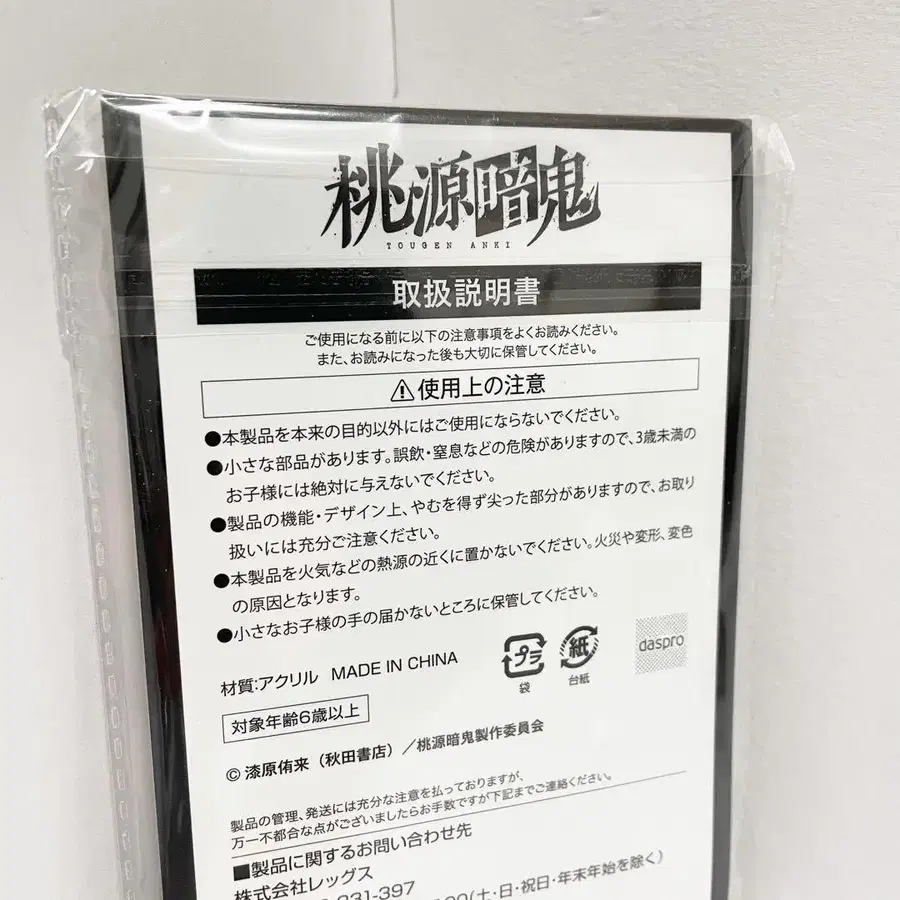 桃源暗鬼
TOUGEN ANKI
取扱説明書
ご使用になる前に以下の注意事項をよくお読みください。
また、お読みになった後も大切に保管してください。
⚠使用上の注意
●本製品を本来の目的以外にはご使用にならないでください。
●小さな部品があります。誤飲・窒息などの危険がありますので、3歳未満の
お子様には絶対に与えないでください。
●製品の機能・デザイン上、やむを得ず尖った部分がありますので、お取り
扱いには充分ご注意ください。
●本製品を火気などの熱源の近くに置かないでください。火災や変形、変色
の原因となります。
●小さなお子様の手の届かないところに保管してください。
材質:アクリル MADE IN CHINA
プラ
袋
紙
台紙
daspro
対象年齢6歳以上
© 漆原侑来（秋田書店）／桃源暗鬼製作委員会
製品の管理、発送には充分な注意を払っておりますが、
万一不都合な点がございましたらお手数ですが下記までご連絡ください。
■製品に関するお問い合わせ先
株式会社レッグス
231-397
00(土・日・祝日・年末年始を除く)